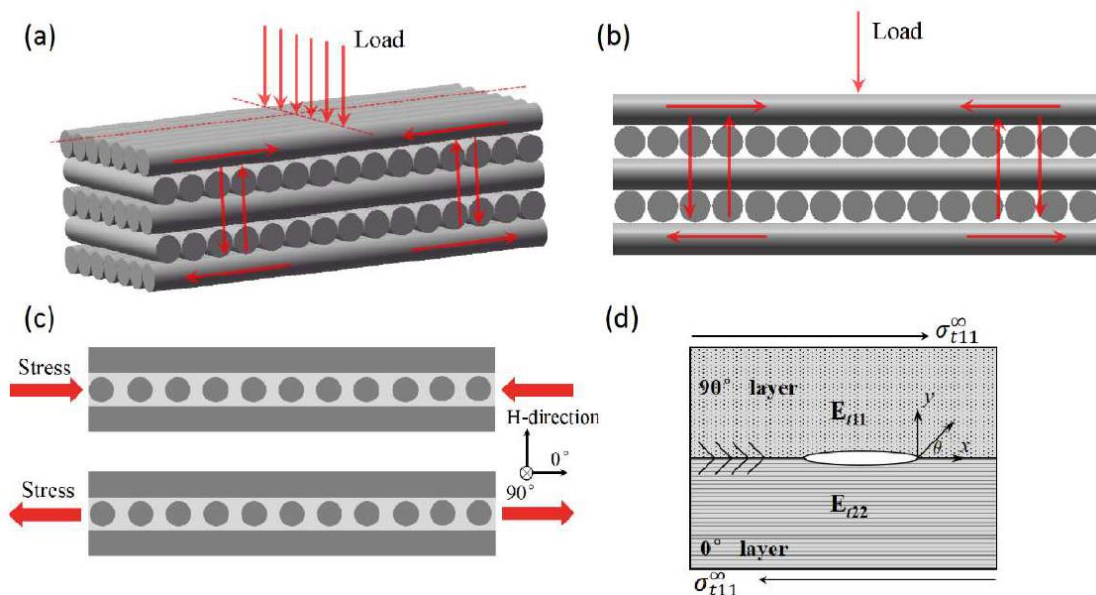 (a)
Load
(b)
Load
(c)
Stress
H-direction
0°
90°
Stress
(d)
σ∞t11
90° layer
Et11
y
θ
x
Et22
0° layer
σ∞t11